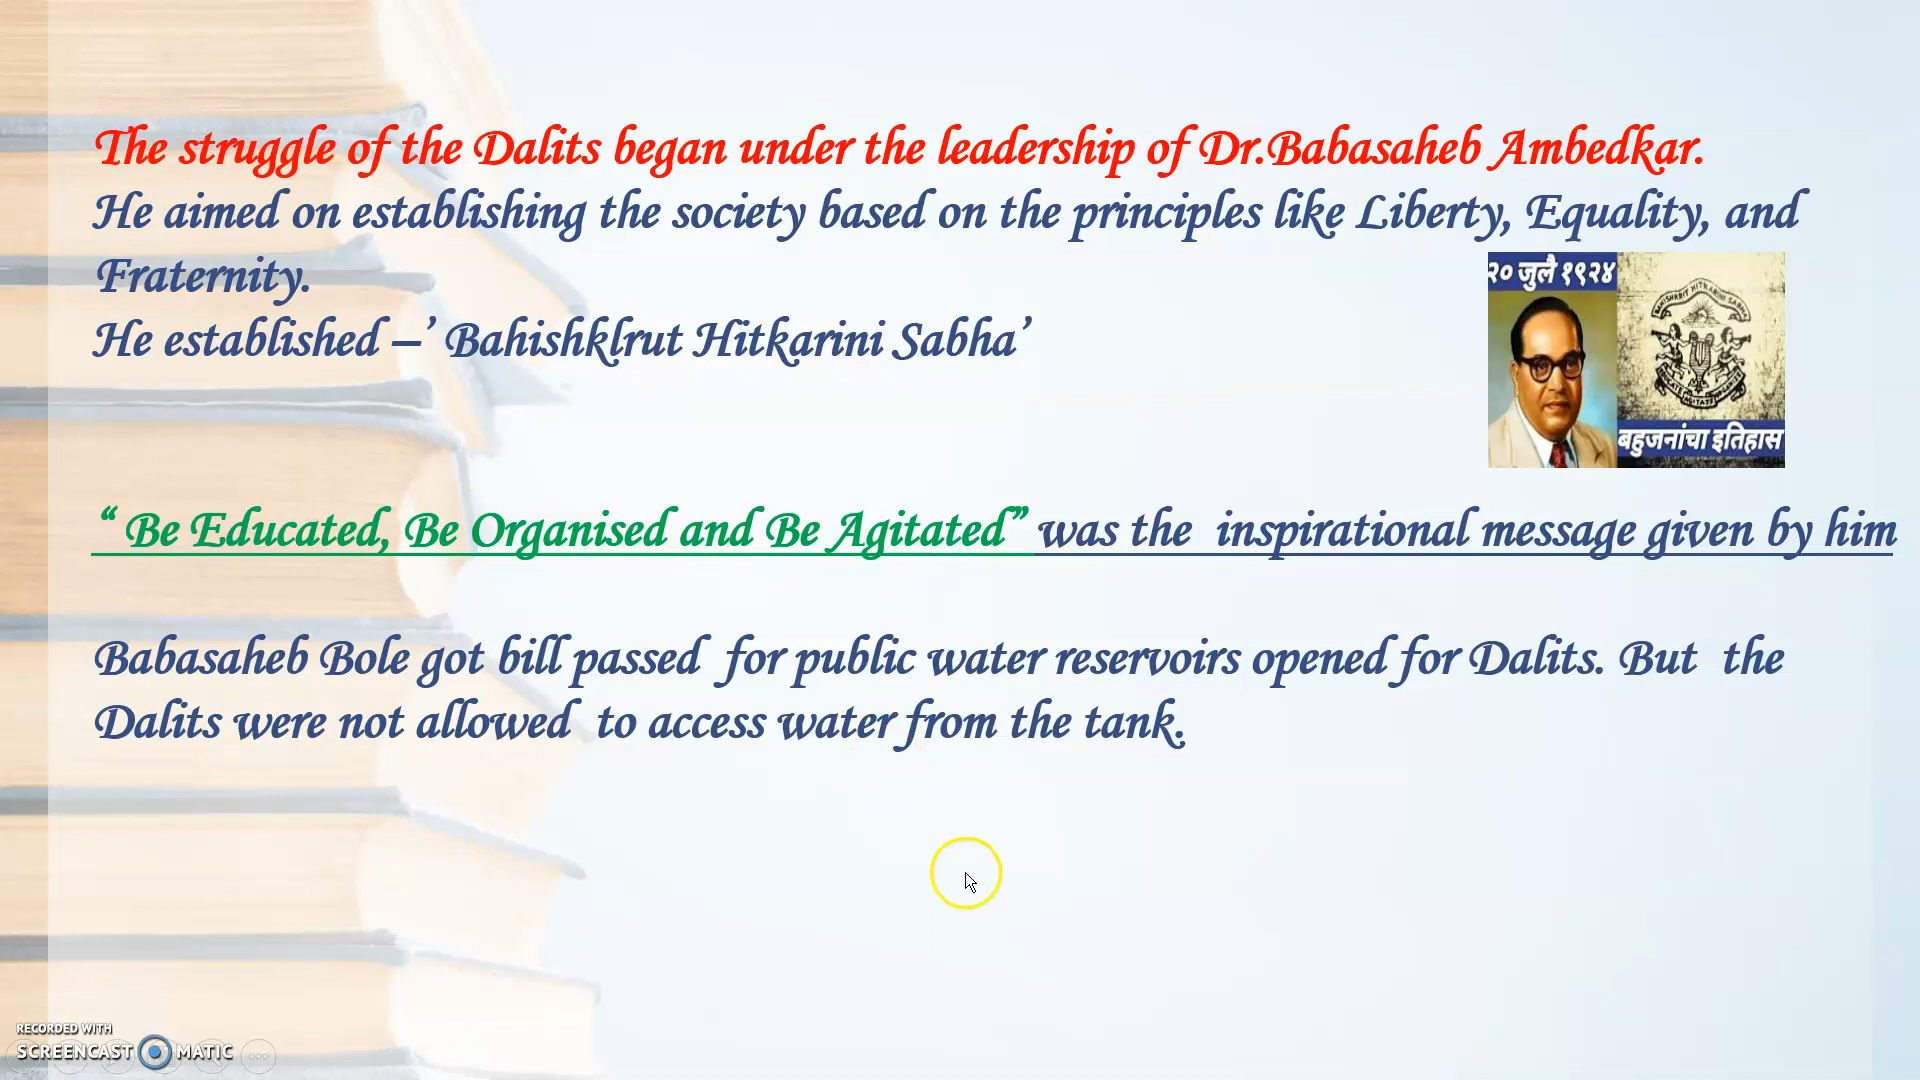 The struggle of the Dalits began under the leadership of Dr.Babasaheb Ambedkar.
He aimed on establishing the society based on the principles like Liberty, Equality, and
Fraternity.
He established –’ Bahishklrut Hitkarini Sabha’
२० जुलै १९२४
BAHISHKRIT HITKARINI SABHA
बहुजनांचा इतिहास
“ Be Educated, Be Organised and Be Agitated” was the inspirational message given by him
Babasaheb Bole got bill passed for public water reservoirs opened for Dalits. But the
Dalits were not allowed to access water from the tank.
RECORDED WITH
SCREENCAST MATIC